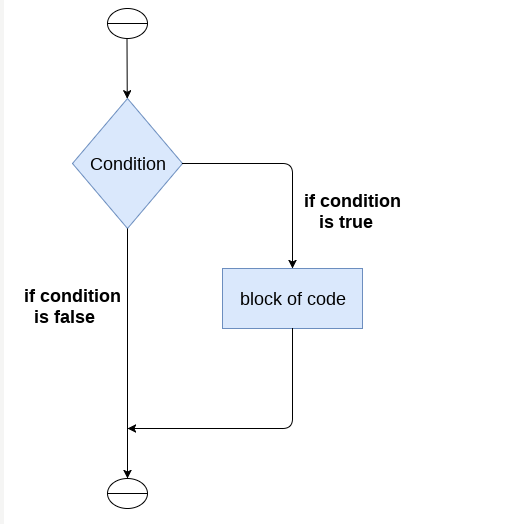 Condition
if condition
is true
if condition
is false
block of code